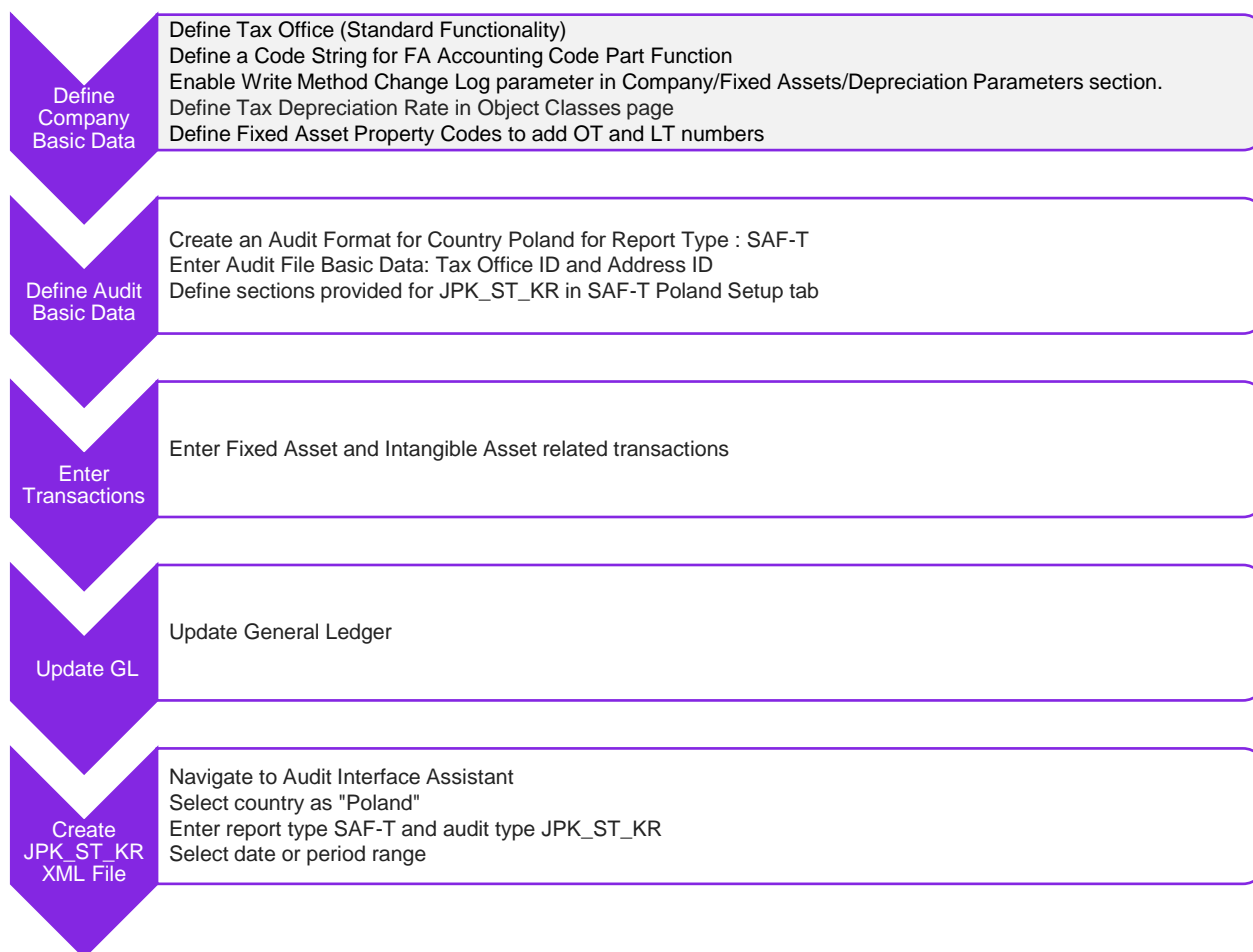 Define
Company
Basic Data
Define Tax Office (Standard Functionality)
Define a Code String for FA Accounting Code Part Function
Enable Write Method Change Log parameter in Company/Fixed Assets/Depreciation Parameters section.
Define Tax Depreciation Rate in Object Classes page
Define Fixed Asset Property Codes to add OT and LT numbers
Define Audit
Basic Data
Create an Audit Format for Country Poland for Report Type : SAF-T
Enter Audit File Basic Data: Tax Office ID and Address ID
Define sections provided for JPK_ST_KR in SAF-T Poland Setup tab
Enter
Transactions
Enter Fixed Asset and Intangible Asset related transactions
Update GL
Update General Ledger
Create
JPK_ST_KR
XML File
Navigate to Audit Interface Assistant
Select country as "Poland"
Enter report type SAF-T and audit type JPK_ST_KR
Select date or period range